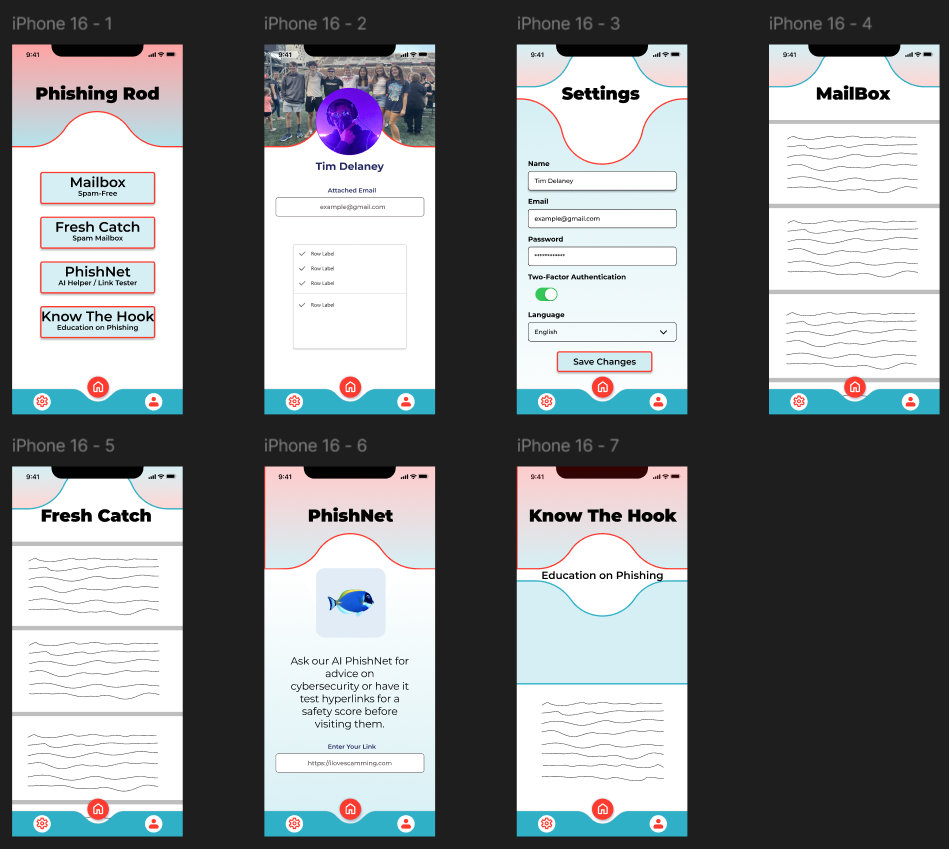 iPhone 16 - 1
9:41
Phishing Rod
Mailbox
Spam-Free
Fresh Catch
Spam Mailbox
PhishNet
AI Helper / Link Tester
Know The Hook
Education on Phishing
iPhone 16 - 2
9:41
Tim Delaney
Attached Email
example@gmail.com
Row Label
Row Label
Row Label
Row Label
iPhone 16 - 3
9:41
Settings
Name
Tim Delaney
Email
example@gmail.com
Password
************
Two-Factor Authentication
Language
English
Save Changes
iPhone 16 - 4
9:41
MailBox
iPhone 16 - 5
9:41
Fresh Catch
iPhone 16 - 6
9:41
PhishNet
Ask our AI PhishNet for
advice on
cybersecurity or have it
test hyperlinks for a
safety score before
visiting them.
Enter Your Link
https://ilovescamming.com
iPhone 16 - 7
9:41
Know The Hook
Education on Phishing